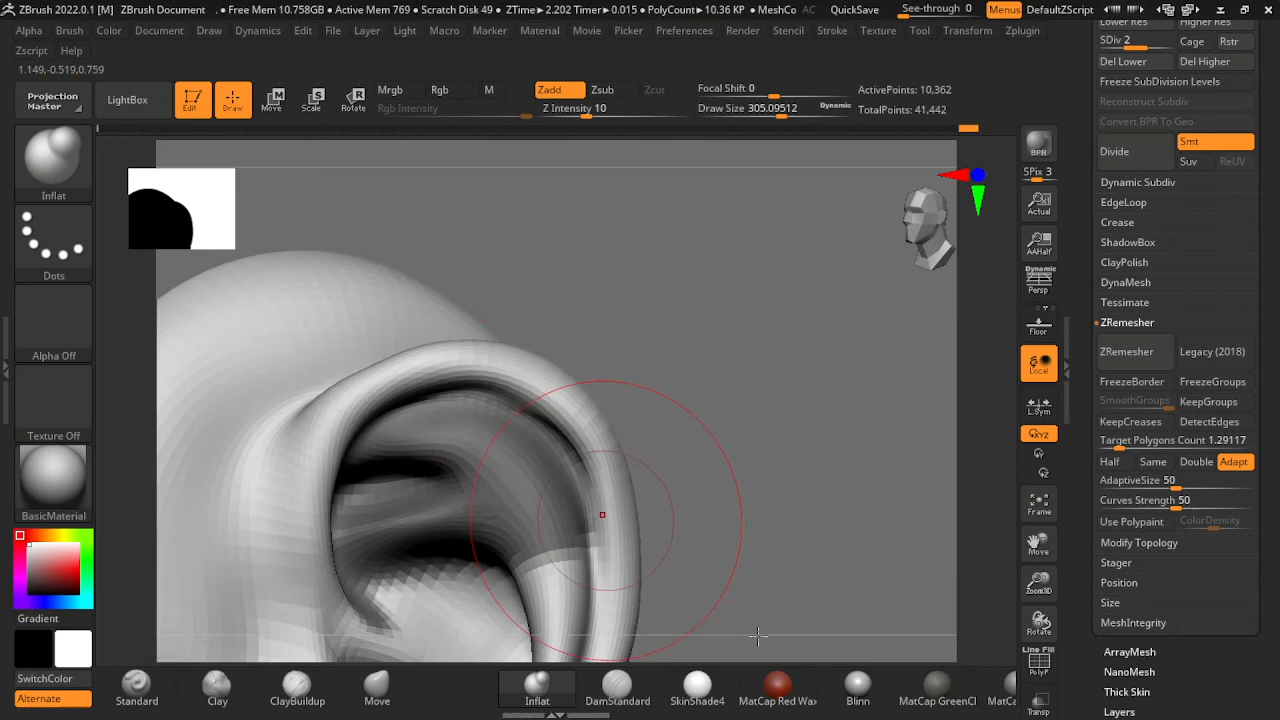 ZBrush 2022.0.1 [M]   ZBrush Document   . • Free Mem 10.758GB • Active Mem 769 • Scratch Disk 49 • ZTime▸2.202 Timer▸0.015 • PolyCount▸10.36 KP • MeshCo AC QuickSave See-through 0 Menus DefaultZScript
Alpha Brush Color Document Draw Dynamics Edit File Layer Light Macro Marker Material Movie Picker Preferences Render Stencil Stroke Texture Tool Transform Zplugin
Zscript Help
1.149,-0.519,0.759
Projection Master
LightBox
Edit
Draw
Move
Scale
Rotate
Mrgb Rgb M
Rgb Intensity
Zadd Zsub Zcut
Z Intensity 10
Focal Shift 0
Draw Size 305.09512 Dynamic
ActivePoints: 10,362
TotalPoints: 41,442
Inflat
Dots
Alpha Off
Texture Off
BasicMaterial
Gradient
SwitchColor
Alternate
BPR
SPix 3
Actual
AAHalf
Dynamic
Persp
Floor
Local
L.Sym
XYZ
Frame
Move
Zoom3D
Rotate
Line Fill
PolyF
Transp
Lower Res Higher Res
SDiv 2 Cage Rstr
Del Lower Del Higher
Freeze SubDivision Levels
Reconstruct Subdiv
Convert BPR To Geo
Divide Smt
Suv ReUV
Dynamic Subdiv
EdgeLoop
Crease
ShadowBox
ClayPolish
DynaMesh
Tessimate
ZRemesher
ZRemesher Legacy (2018)
FreezeBorder FreezeGroups
SmoothGroups KeepGroups
KeepCreases DetectEdges
Target Polygons Count 1.29117
Half Same Double Adapt
AdaptiveSize 50
Curves Strength 50
Use Polypaint ColorDensity
Modify Topology
Stager
Position
Size
MeshIntegrity
ArrayMesh
NanoMesh
Thick Skin
Layers
Standard Clay ClayBuildup Move Inflat DamStandard SkinShade4 MatCap Red Wax Blinn MatCap GreenCl MatCa